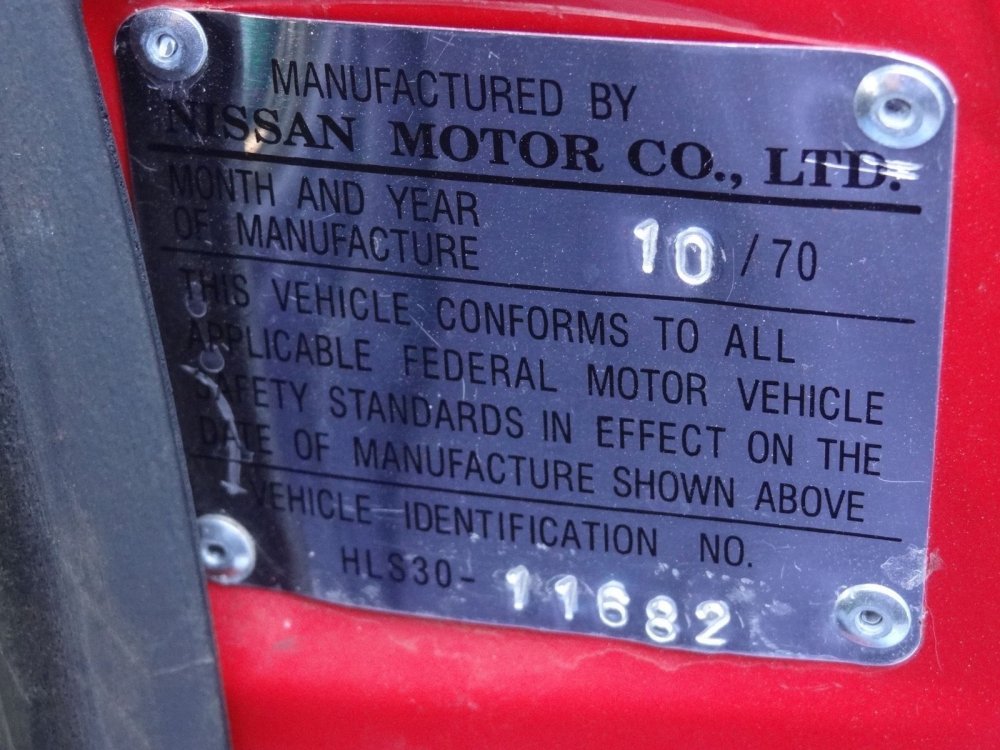 MANUFACTURED BY
NISSAN MOTOR CO., LTD.
MONTH AND YEAR
OF MANUFACTURE 10/70
THIS VEHICLE CONFORMS TO ALL
APPLICABLE FEDERAL MOTOR VEHICLE
SAFETY STANDARDS IN EFFECT ON THE
DATE OF MANUFACTURE SHOWN ABOVE
VEHICLE IDENTIFICATION NO.
HLS30-11682